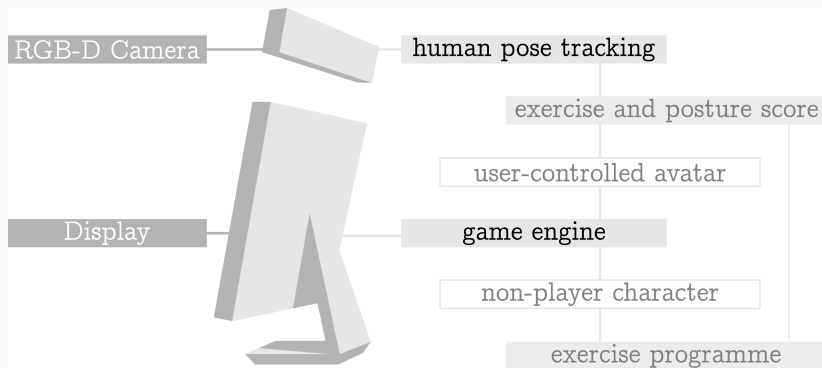 RGB-D Camera
human pose tracking
exercise and posture score
user-controlled avatar
Display
game engine
non-player character
exercise programme